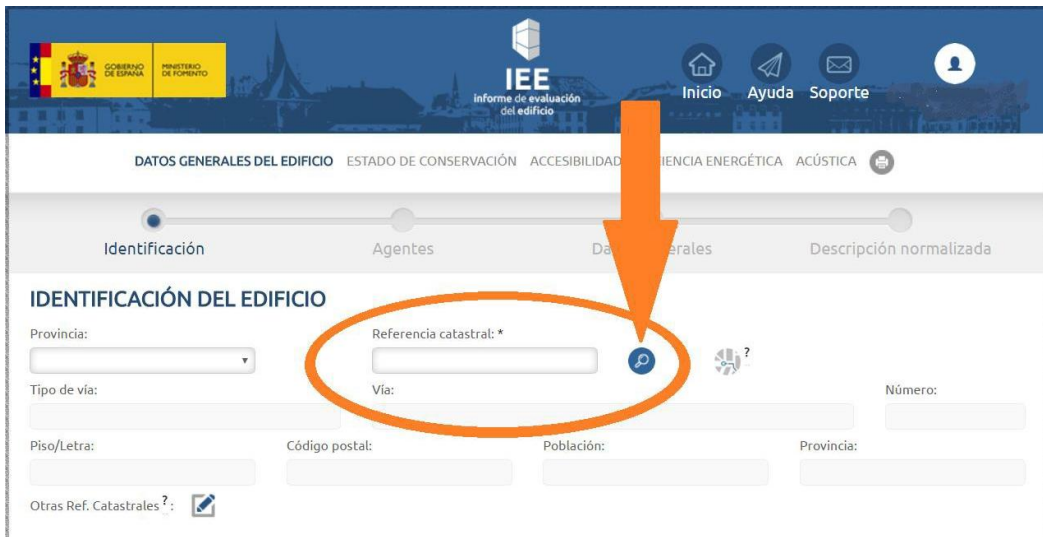 GOBIERNO
DE ESPAÑA
MINISTERIO
DE FOMENTO
IEE
informe de evaluación
del edificio
Inicio Ayuda Soporte
DATOS GENERALES DEL EDIFICIO ESTADO DE CONSERVACIÓN ACCESIBILIDAD ENERGÉTICA ACÚSTICA
Identificación Agentes Descripción normalizada
IDENTIFICACIÓN DEL EDIFICIO
Provincia: Referencia catastral: *
?
Tipo de vía: Vía: Número:
Piso/Letra: Código postal: Población: Provincia:
Otras Ref. Catastrales ? :